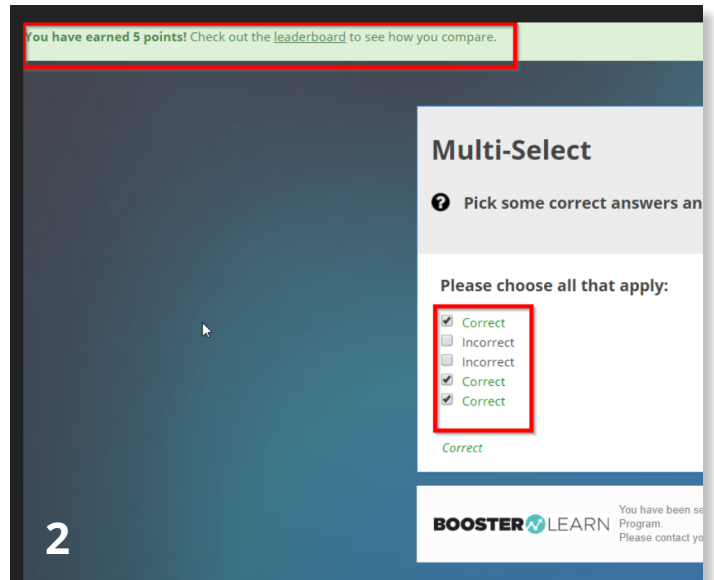 You have earned 5 points! Check out the leaderboard to see how you compare.
Multi-Select
Pick some correct answers an
Please choose all that apply:
Correct
Incorrect
Incorrect
Correct
Correct
Correct
BOOSTER LEARN
You have been se
Program.
Please contact yo
2